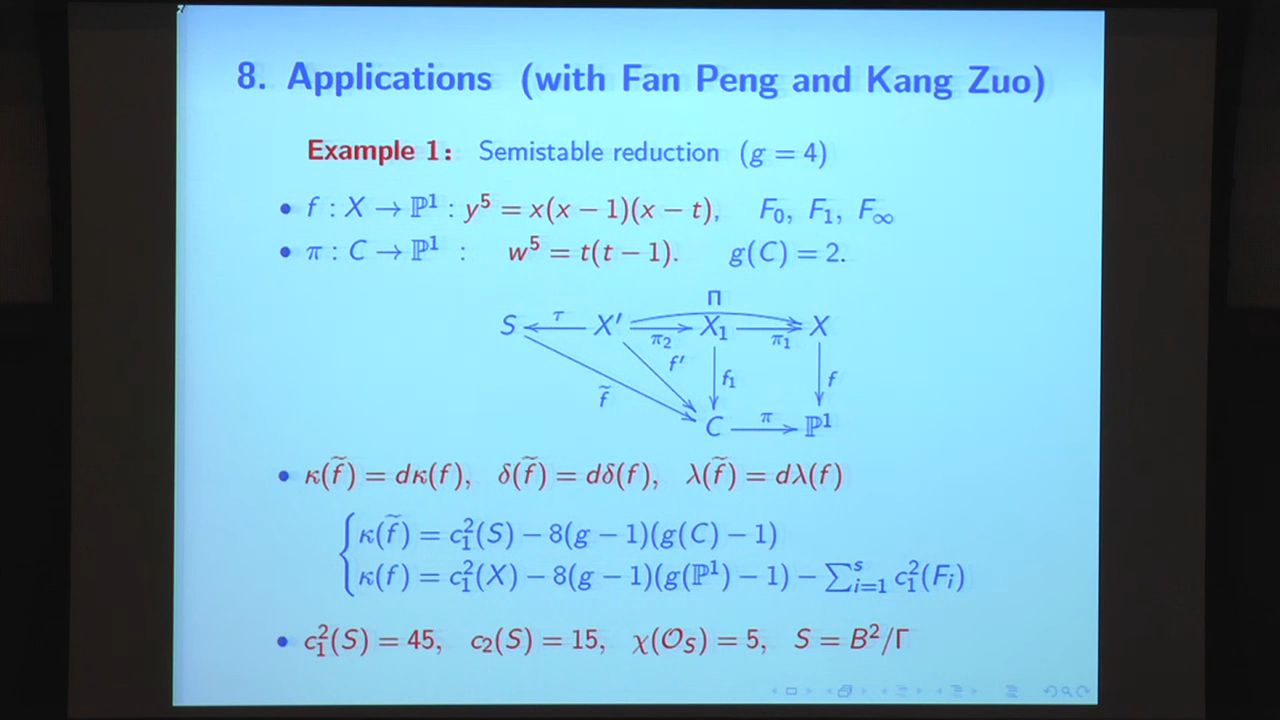 8. Applications (with Fan Peng and Kang Zuo)
Example 1: Semistable reduction (g = 4)
• f : X → ℙ¹ : y⁵ = x(x − 1)(x − t), F₀, F₁, F∞
• π : C → ℙ¹ : w⁵ = t(t − 1). g(C) = 2.
Π
S τ X′ π₂ X₁ π₁ X
f̃ f′ f₁ f
C π ℙ¹
• κ(f̃) = dκ(f), δ(f̃) = dδ(f), λ(f̃) = dλ(f)
κ(f̃) = c₁²(S) − 8(g − 1)(g(C) − 1)
κ(f) = c₁²(X) − 8(g − 1)(g(ℙ¹) − 1) − ∑ˢᵢ₌₁ c₁²(Fᵢ)
• c₁²(S) = 45, c₂(S) = 15, χ(𝒪_S) = 5, S = B²/Γ